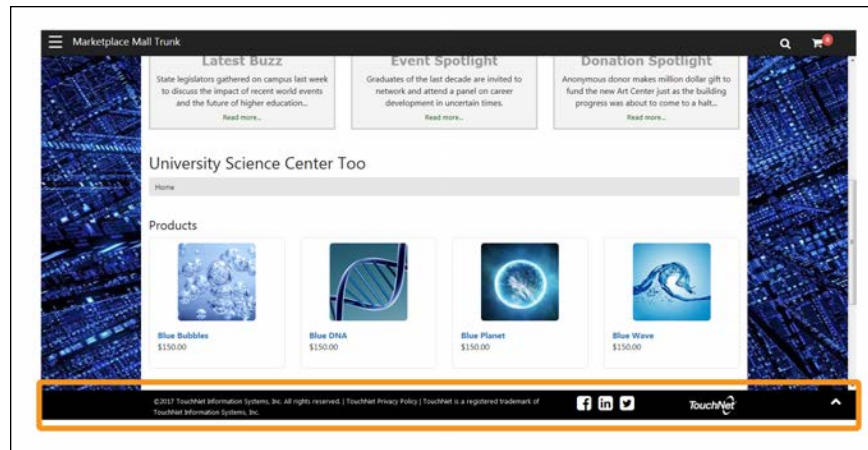 Marketplace Mall Trunk
Latest Buzz
State legislators gathered on campus last week
to discuss the impact of recent world events
and the future of higher education...
Read more...
Event Spotlight
Graduates of the last decade are invited to
network and attend a panel on career
development in uncertain times.
Read more...
Donation Spotlight
Anonymous donor makes million dollar gift to
fund the new Art Center just as the building
progress was about to come to a halt...
Read more...
University Science Center Too
Home
Products
Blue Bubbles
$150.00
Blue DNA
$150.00
Blue Planet
$150.00
Blue Wave
$150.00
©2017 TouchNet Information Systems, Inc. All rights reserved. | TouchNet Privacy Policy | TouchNet is a registered trademark of
TouchNet Information Systems, Inc.
TouchNet